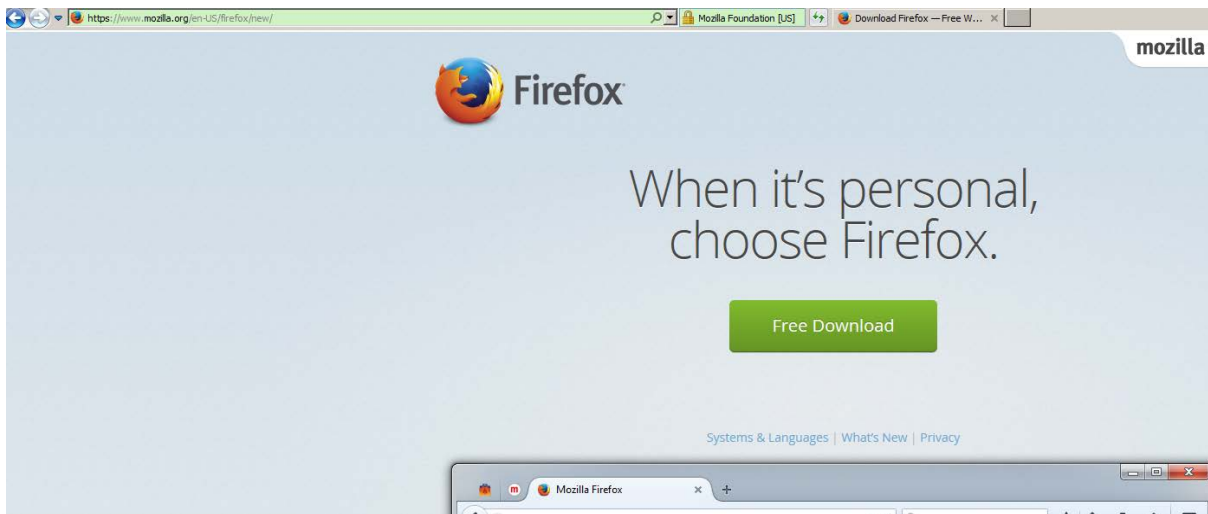 https://www.mozilla.org/en-US/firefox/new/
Mozilla Foundation [US]
Download Firefox — Free W...
mozilla
Firefox
When it's personal,
choose Firefox.
Free Download
Systems & Languages | What's New | Privacy
m
Mozilla Firefox